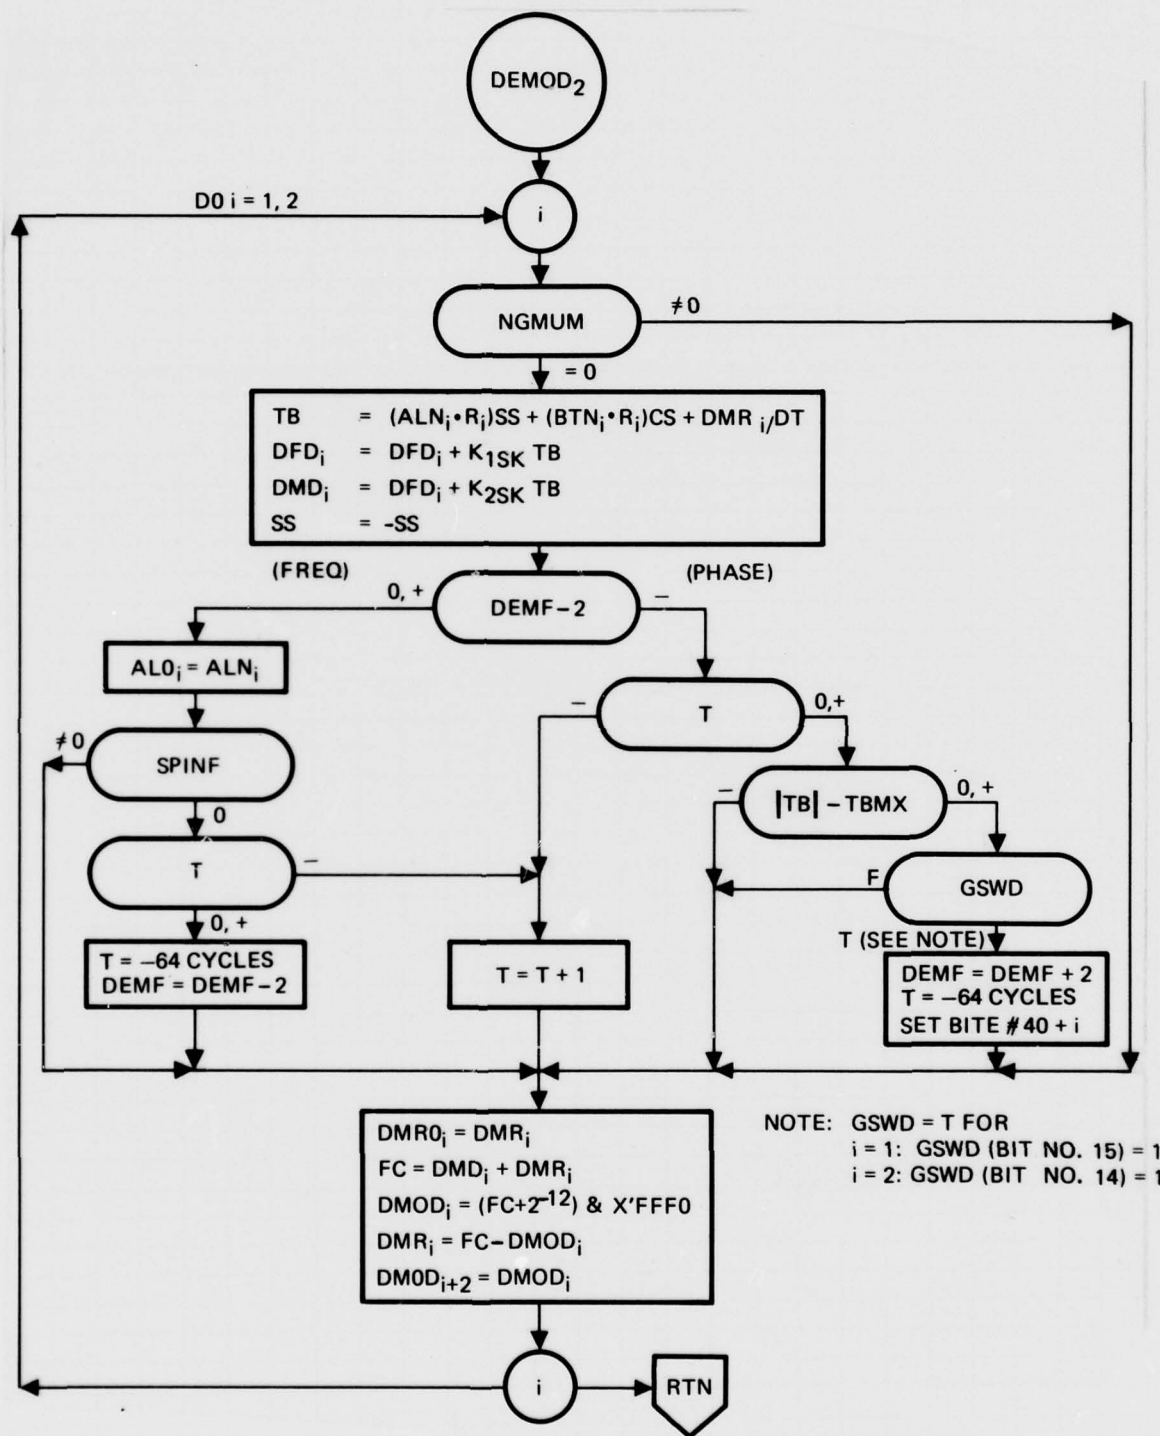 DEMOD2
D0 i = 1, 2
i
NGMUM
≠0
= 0
TB = (ALNi•Ri)SS + (BTNi•Ri)CS + DMR i/DT
DFDi = DFDi + K1SK TB
DMDi = DFDi + K2SK TB
SS = -SS
(FREQ)
(PHASE)
0, +
DEMF-2
–
AL0i = ALNi
–
T
0,+
≠0
SPINF
–
|TB| – TBMX
0, +
0
T
–
F
GSWD
0, +
T (SEE NOTE)
T = –64 CYCLES
DEMF = DEMF–2
T = T + 1
DEMF = DEMF + 2
T = –64 CYCLES
SET BITE #40 + i
DMR0i = DMRi
FC = DMDi + DMRi
DMODi = (FC+2-12) & X'FFF0
DMRi = FC–DMODi
DM0Di+2 = DMODi
NOTE: GSWD = T FOR
i = 1: GSWD (BIT NO. 15) = 1
i = 2: GSWD (BIT NO. 14) = 1
i
RTN